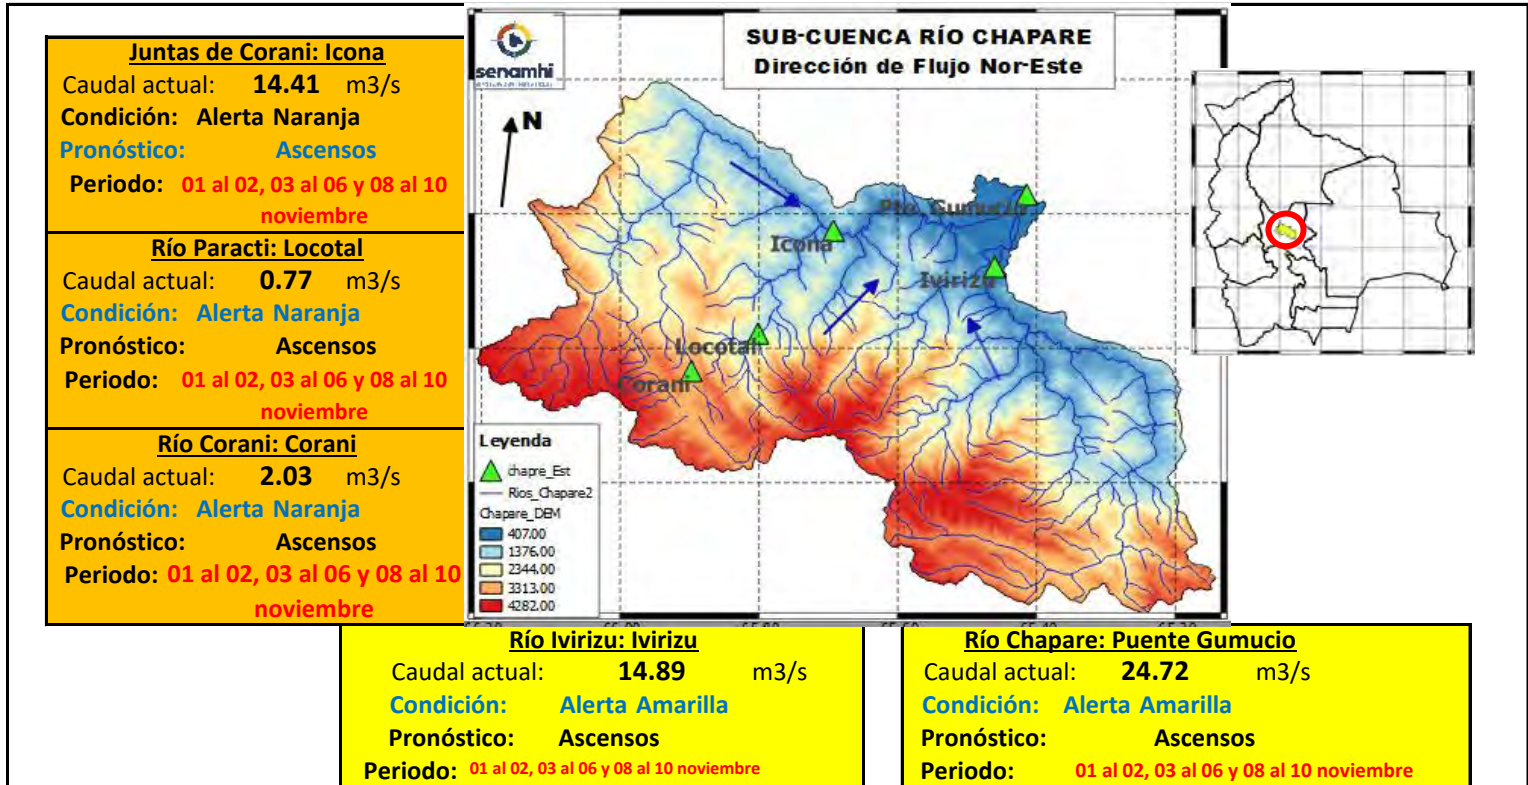 Juntas de Corani: Icona
Caudal actual: 14.41 m3/s
Condición: Alerta Naranja
Pronóstico: Ascensos
Periodo: 01 al 02, 03 al 06 y 08 al 10
noviembre
Río Paracti: Locotal
Caudal actual: 0.77 m3/s
Condición: Alerta Naranja
Pronóstico: Ascensos
Periodo: 01 al 02, 03 al 06 y 08 al 10
noviembre
Río Corani: Corani
Caudal actual: 2.03 m3/s
Condición: Alerta Naranja
Pronóstico: Ascensos
Periodo: 01 al 02, 03 al 06 y 08 al 10
noviembre
senamhi
SUB-CUENCA RÍO CHAPARE
Dirección de Flujo Nor-Este
N
Pte. Gumucio
Icona
Ivirizu
Locotal
Corani
Leyenda
chapre_Est
Rios_Chapare2
Chapare_DEM
407.00
1376.00
2344.00
3313.00
4282.00
Río Ivirizu: Ivirizu
Caudal actual: 14.89 m3/s
Condición: Alerta Amarilla
Pronóstico: Ascensos
Periodo: 01 al 02, 03 al 06 y 08 al 10 noviembre
Río Chapare: Puente Gumucio
Caudal actual: 24.72 m3/s
Condición: Alerta Amarilla
Pronóstico: Ascensos
Periodo: 01 al 02, 03 al 06 y 08 al 10 noviembre